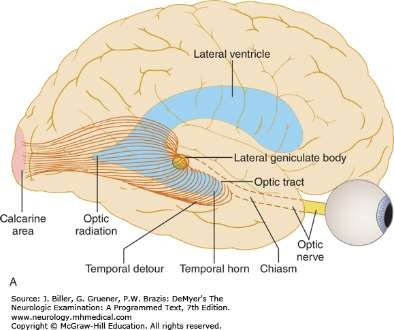 Lateral ventricle
Lateral geniculate body
Optic tract
Calcarine
area
Optic
radiation
Optic
nerve
Temporal detour
Temporal horn
Chiasm
A
Source: J. Biller, G. Gruener, P.W. Brazis: DeMyer's The
Neurologic Examination: A Programmed Text, 7th Edition.
www.neurology.mhmedical.com
Copyright © McGraw-Hill Education. All rights reserved.